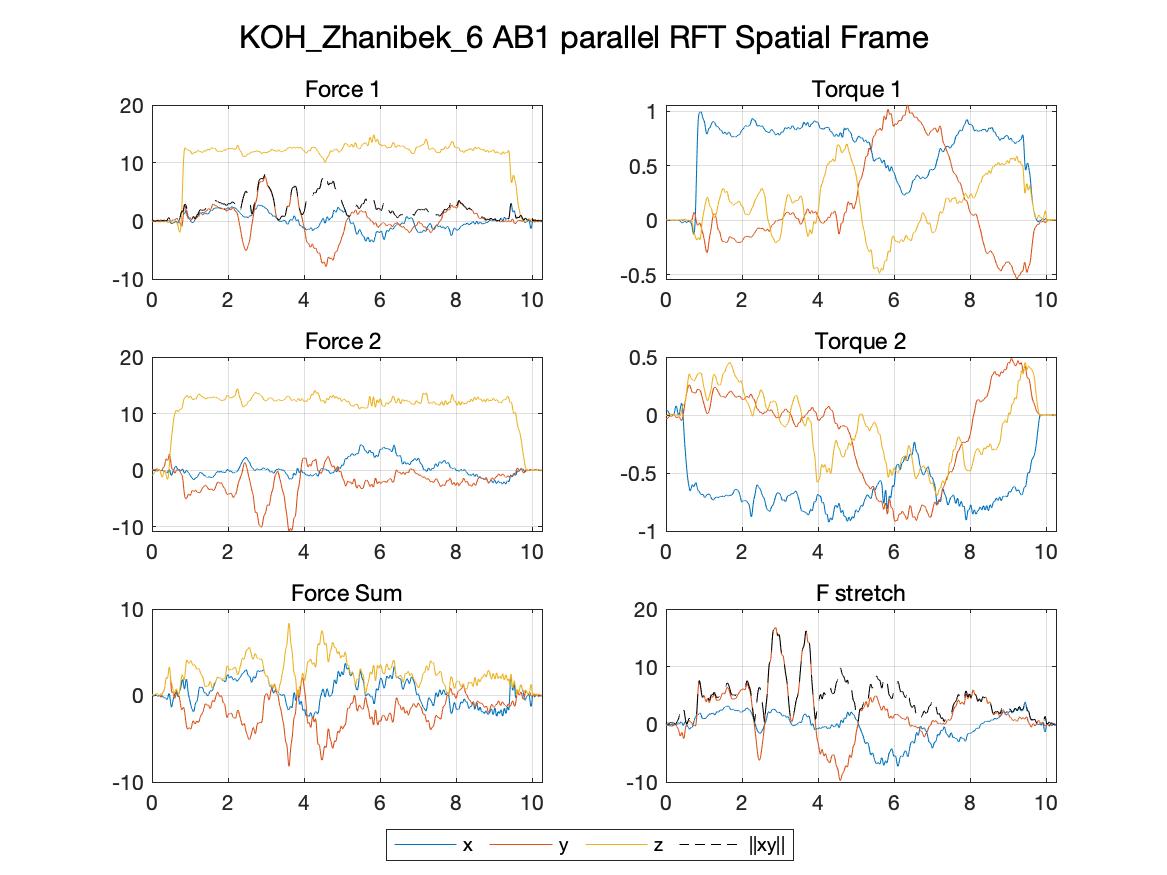 KOH_Zhanibek_6 AB1 parallel RFT Spatial Frame
Force 1
20
10
0
-10
0 2 4 6 8 10
Torque 1
1
0.5
0
-0.5
0 2 4 6 8 10
Force 2
20
10
0
-10
0 2 4 6 8 10
Torque 2
0.5
0
-0.5
-1
0 2 4 6 8 10
Force Sum
10
0
-10
0 2 4 6 8 10
F stretch
20
10
0
-10
0 2 4 6 8 10
x y z ||xy||